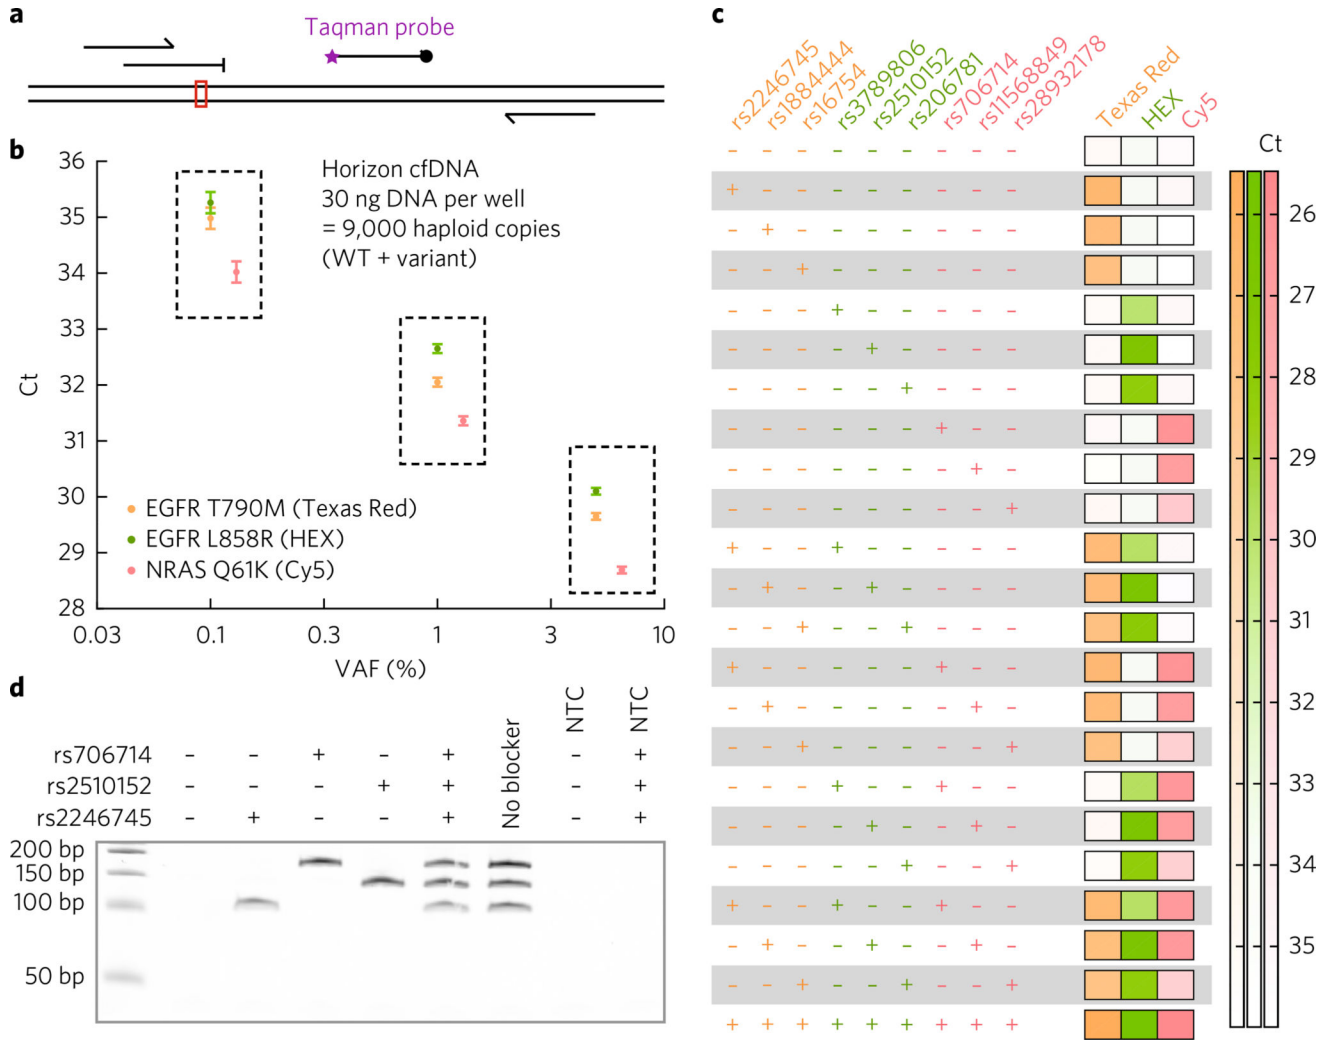 a
Taqman probe
b
36
35
34
33
32
31
30
29
28
Ct
Horizon cfDNA
30 ng DNA per well
= 9,000 haploid copies
(WT + variant)
EGFR T790M (Texas Red)
EGFR L858R (HEX)
NRAS Q61K (Cy5)
0.03 0.1 0.3 1 3 10
VAF (%)
c
rs2246745
rs1884444
rs16754
rs3789806
rs2510152
rs206781
rs706714
rs11568849
rs28932178
Texas Red
HEX
Cy5
− − − − − − − − −
+ − − − − − − − −
− + − − − − − − −
− − + − − − − − −
− − − + − − − − −
− − − − + − − − −
− − − − − + − − −
− − − − − − + − −
− − − − − − − + −
− − − − − − − − +
+ − − + − − − − −
− + − − + − − − −
− − + − − + − − −
+ − − − − − + − −
− + − − − − − + −
− − + − − − − − +
− − − + − − + − −
− − − − + − − + −
− − − − − + − − +
+ − − + − − + − −
− + − − + − − + −
− − + − − + − − +
+ + + + + + + + +
Ct
26
27
28
29
30
31
32
33
34
35
d
No blocker
NTC
NTC
rs706714 − − + − + − +
rs2510152 − − − + + − +
rs2246745 − + − − + − +
200 bp
150 bp
100 bp
50 bp